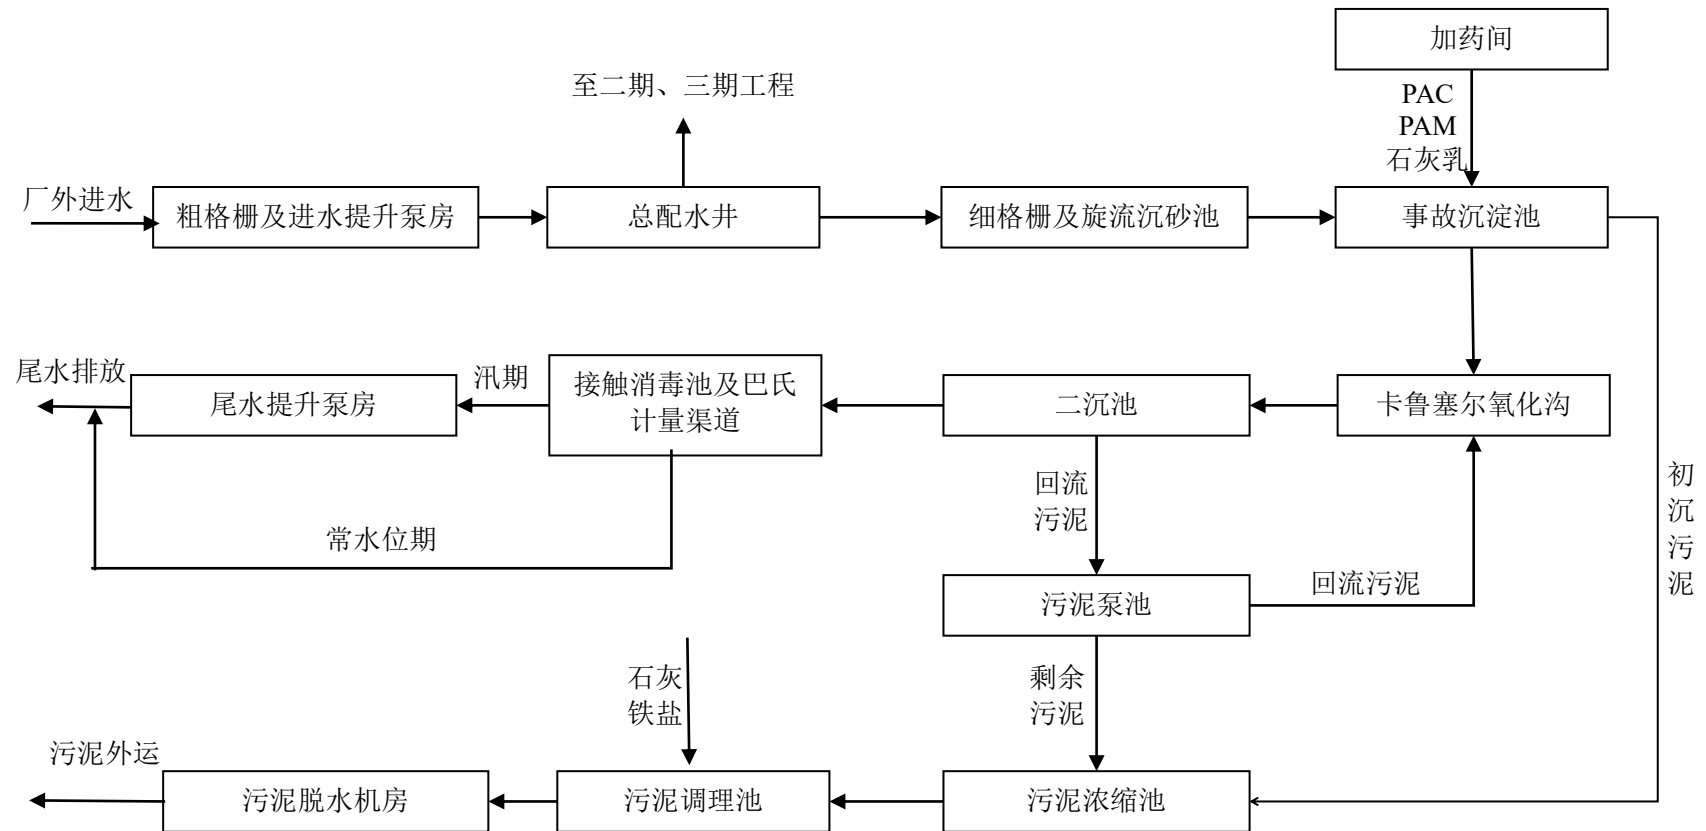 加药间
至二期、三期工程
PAC
PAM
石灰乳
厂外进水
粗格栅及进水提升泵房
总配水井
细格栅及旋流沉砂池
事故沉淀池
尾水排放
尾水提升泵房
汛期
接触消毒池及巴氏
计量渠道
二沉池
卡鲁塞尔氧化沟
回流
污泥
初
沉
污
泥
常水位期
污泥泵池
回流污泥
石灰
铁盐
剩余
污泥
污泥外运
污泥脱水机房
污泥调理池
污泥浓缩池